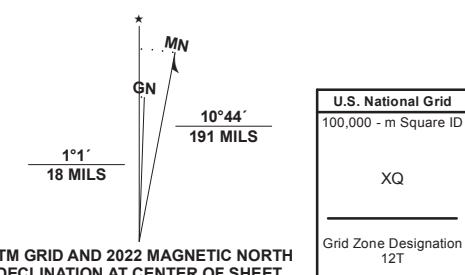 ★
MN
GN
10°44´
191 MILS
1°1´
18 MILS
TM GRID AND 2022 MAGNETIC NORTH
DECLINATION AT CENTER OF SHEET
U.S. National Grid
100,000 - m Square ID
XQ
Grid Zone Designation
12T